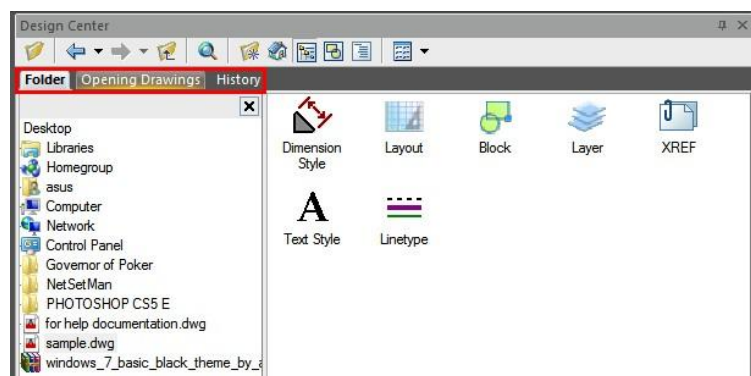 Design Center
Folder Opening Drawings History
Desktop
Libraries
Homegroup
asus
Computer
Network
Control Panel
Governor of Poker
NetSetMan
PHOTOSHOP CS5 E
for help documentation.dwg
sample.dwg
windows_7_basic_black_theme_by_a
Dimension
Style
Layout
Block
Layer
XREF
A
Text Style
Linetype